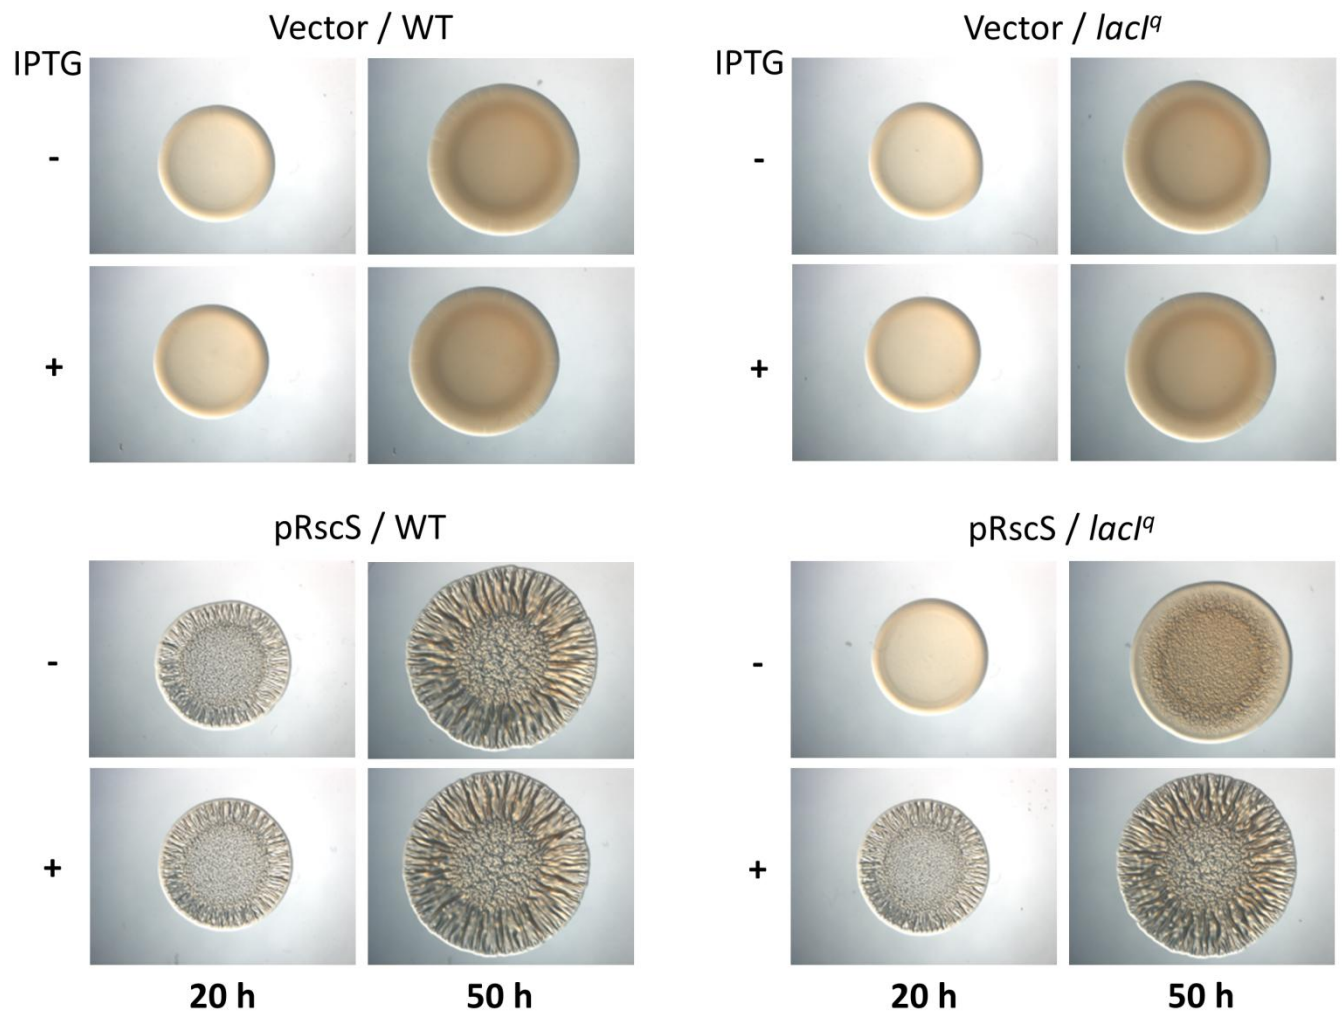 Vector / WT
Vector / lacIq
IPTG
IPTG
-
-
+
+
pRscS / WT
pRscS / lacIq
-
-
+
+
20 h
50 h
20 h
50 h